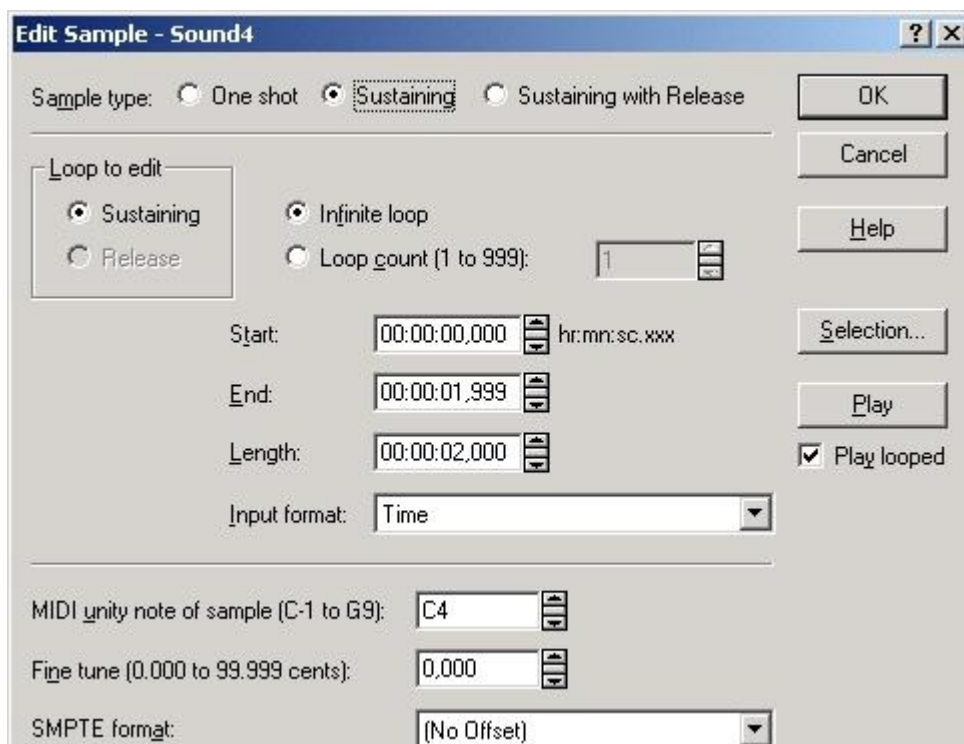 Edit Sample - Sound4
Sample type: One shot Sustaining Sustaining with Release
OK
Cancel
Loop to edit
Sustaining
Release
Infinite loop
Loop count (1 to 999): 1
Help
Start: 00:00:00,000 hr:mn:sc.xxx
Selection...
End: 00:00:01,999
Play
Length: 00:00:02,000
Play looped
Input format: Time
MIDI unity note of sample (C-1 to G9): C4
Fine tune (0.000 to 99.999 cents): 0,000
SMPTE format: (No Offset)